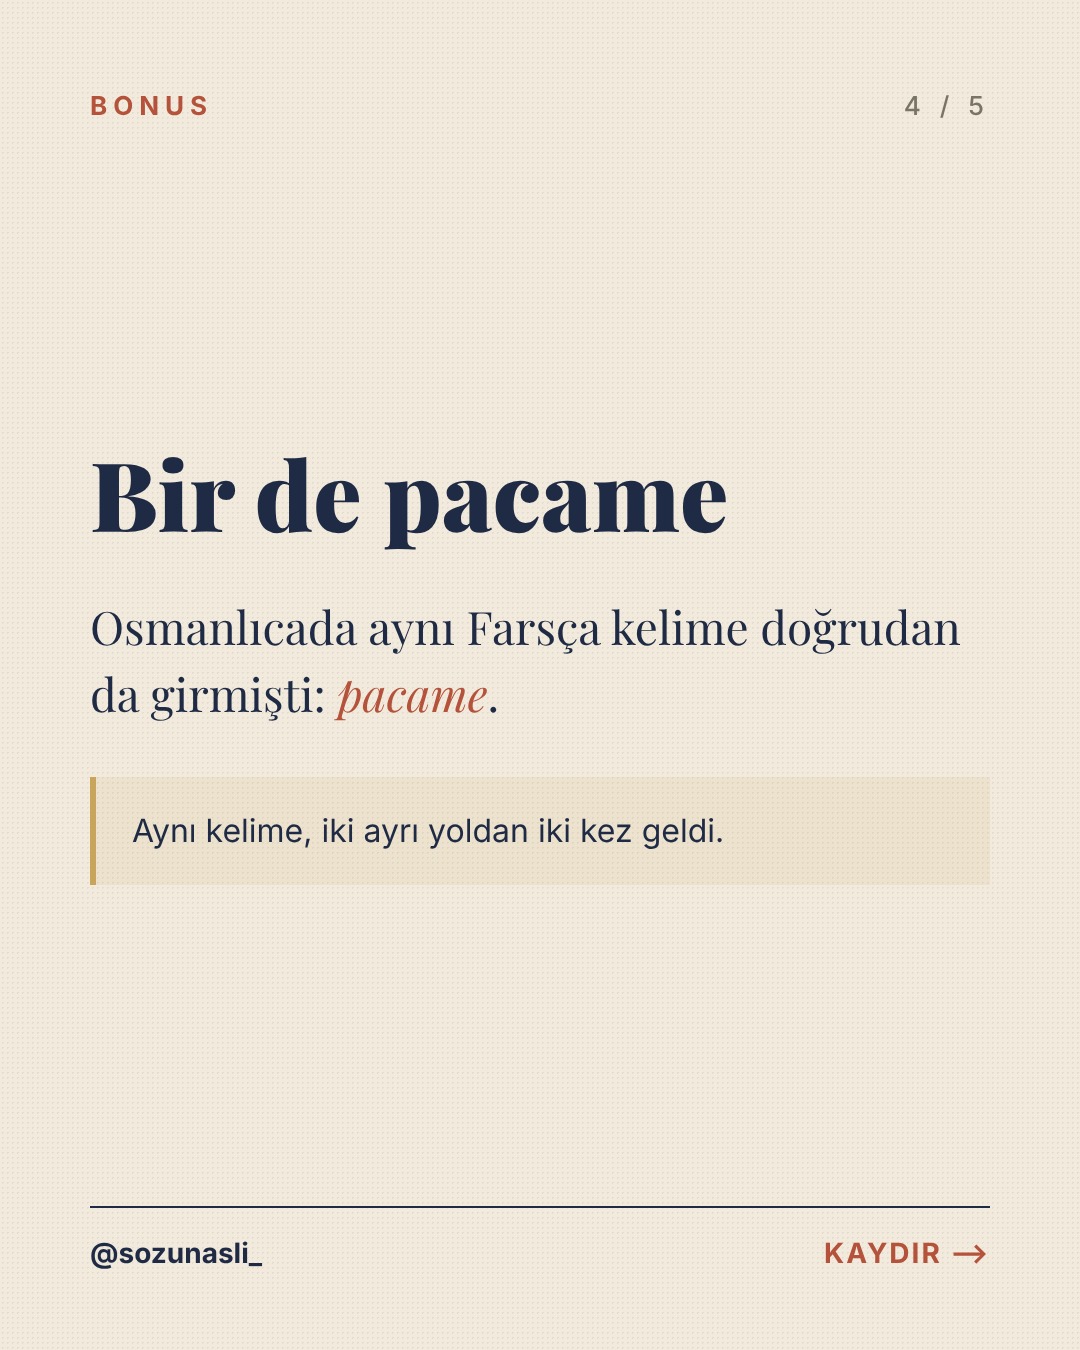 BONUS
4 / 5
Bir de pacame
Osmanlıcada aynı Farsça kelime doğrudan
da girmişti: pacame.
Aynı kelime, iki ayrı yoldan iki kez geldi.
@sozunasli_
KAYDIR →